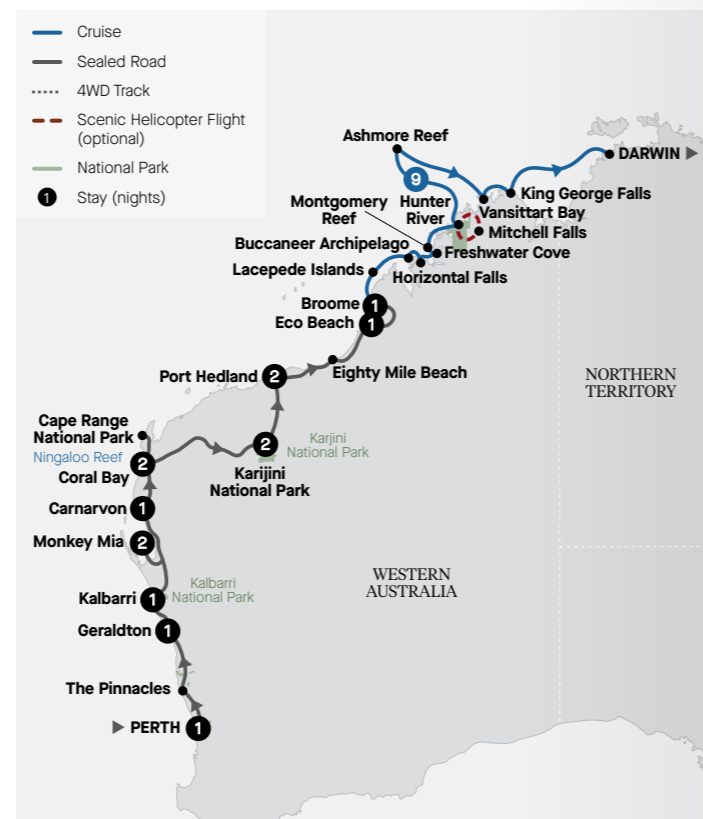 Cruise
Sealed Road
4WD Track
Scenic Helicopter Flight
(optional)
National Park
1 Stay (nights)
Ashmore Reef
DARWIN
9
King George Falls
Montgomery
Reef
Hunter
River
Vansittart Bay
Mitchell Falls
Buccaneer Archipelago
Freshwater Cove
Lacepede Islands
Horizontal Falls
Broome 1
Eco Beach 1
Eighty Mile Beach
Port Hedland 2
NORTHERN
TERRITORY
Cape Range
National Park
Ningaloo Reef
2
Coral Bay
2
Karjini
National Park
Karijini
National Park
Carnarvon 1
Monkey Mia 2
WESTERN
AUSTRALIA
Kalbarri
National Park
Kalbarri 1
Geraldton 1
The Pinnacles
PERTH 1